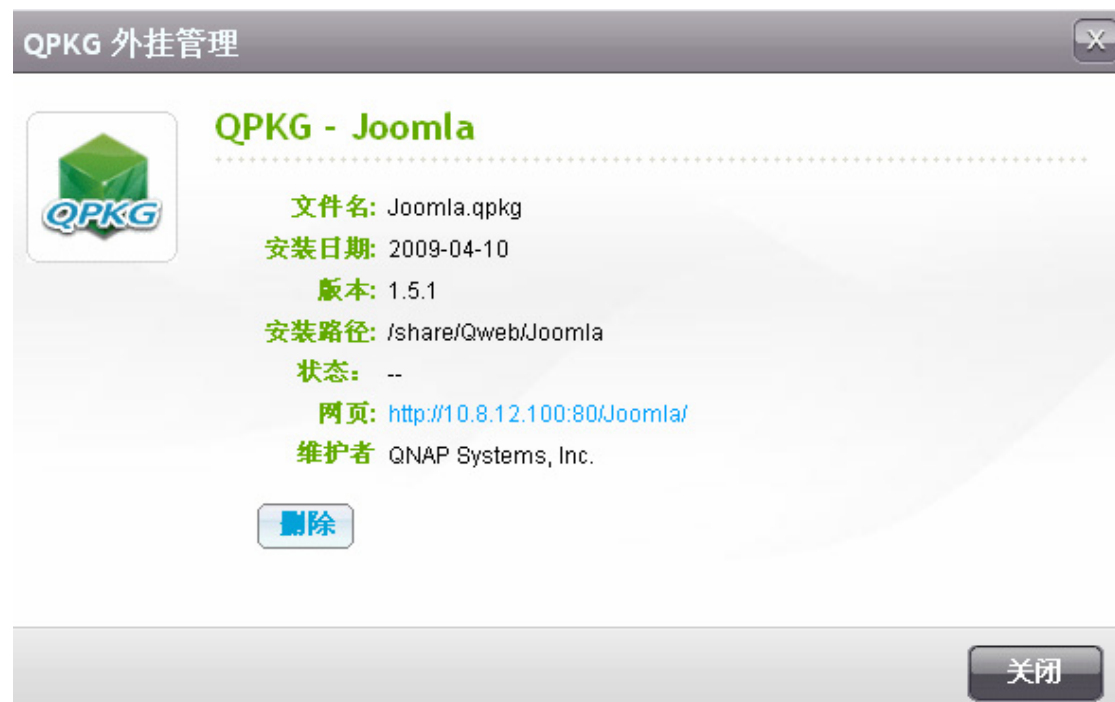 QPKG 外挂管理
X
QPKG
QPKG - Joomla
文件名: Joomla.qpkg
安装日期: 2009-04-10
版本: 1.5.1
安装路径: /share/Qweb/Joomla
状态： --
网页: http://10.8.12.100:80/Joomla/
维护者 QNAP Systems, Inc.
删除
关闭